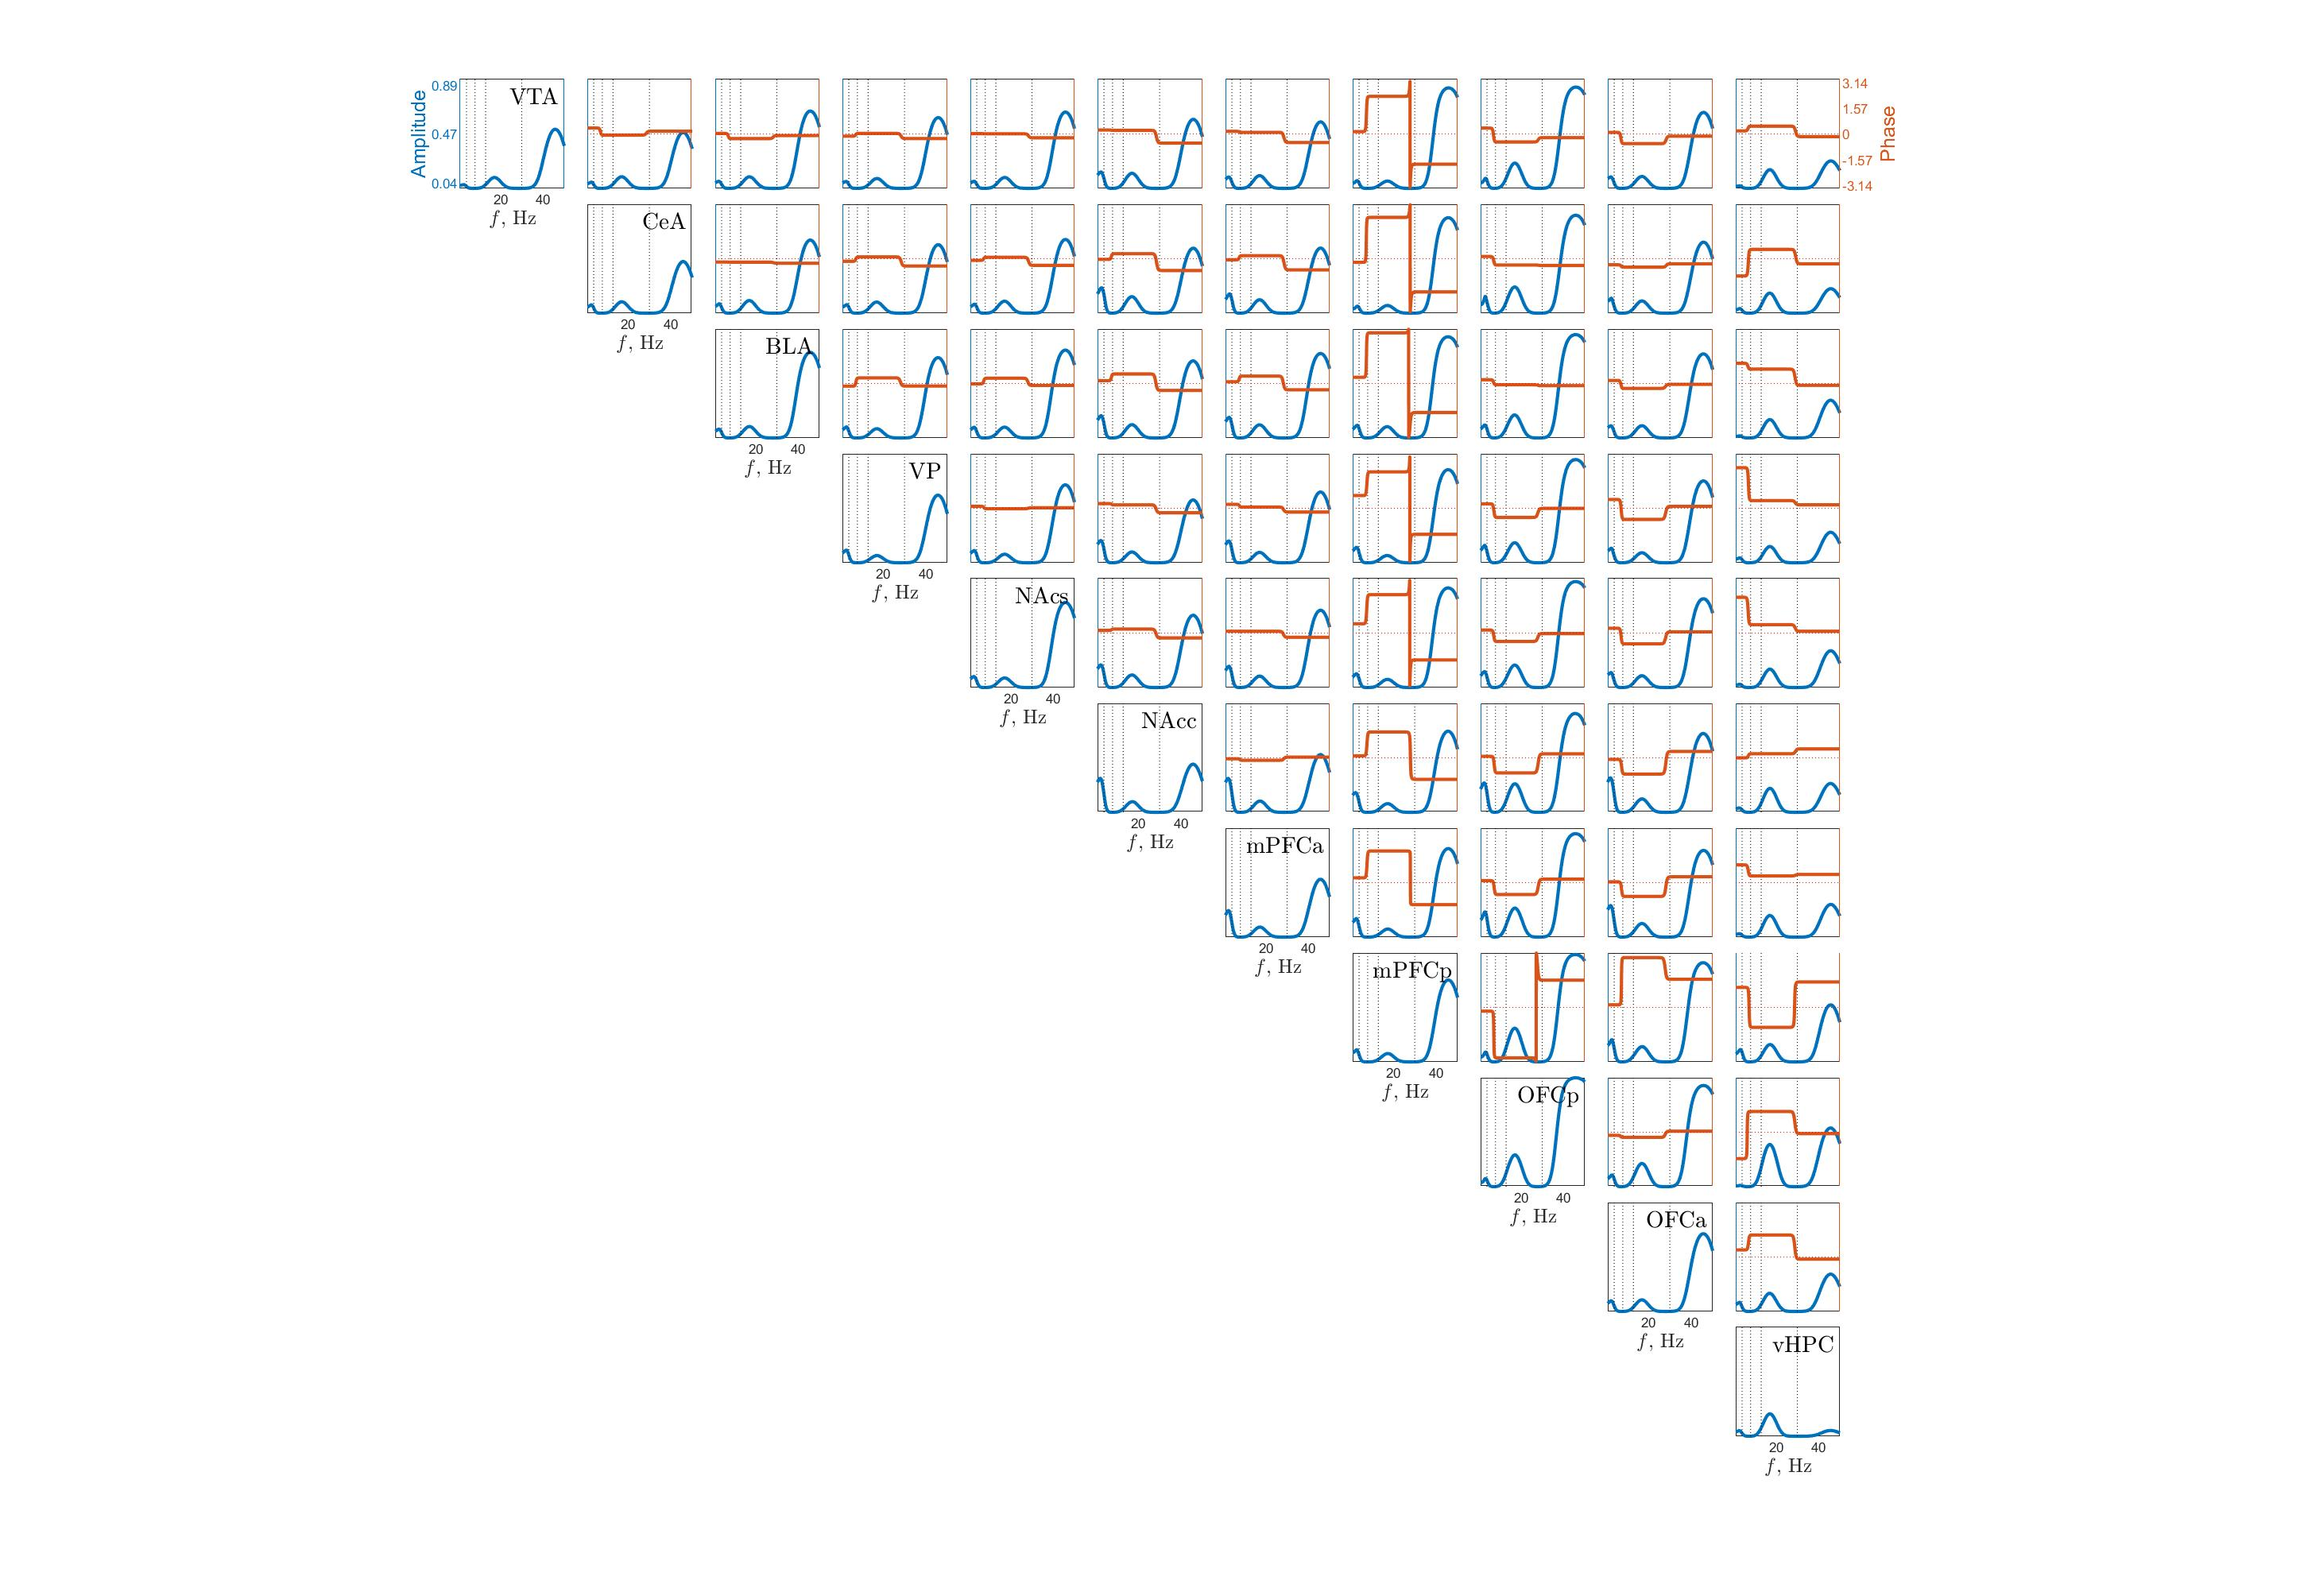 Amplitude
0.89
0.47
0.04
VTA
3.14
1.57
0
-1.57
-3.14
Phase
20 40
f, Hz
CeA
20 40
f, Hz
BLA
20 40
f, Hz
VP
20 40
f, Hz
NAcs
20 40
f, Hz
NAcc
20 40
f, Hz
mPFCa
20 40
f, Hz
mPFCp
20 40
f, Hz
OFCp
20 40
f, Hz
OFCa
20 40
f, Hz
vHPC
20 40
f, Hz